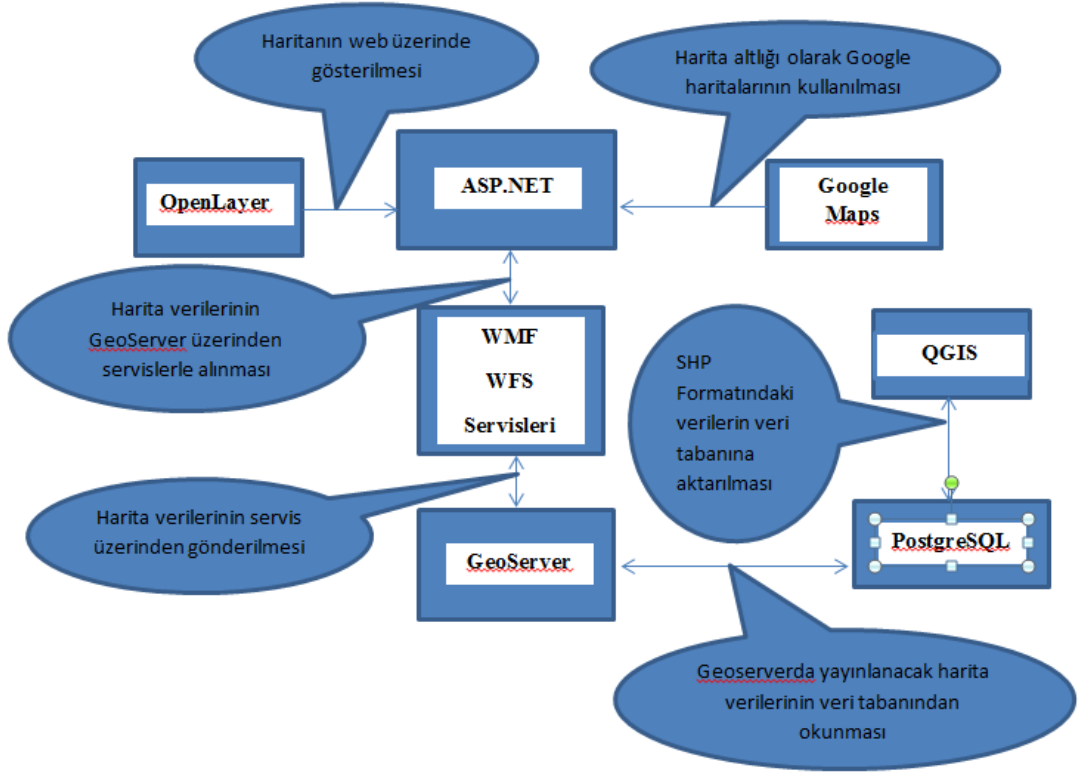 Haritanın web üzerinde
gösterilmesi
Harita altlığı olarak Google
haritalarının kullanılması
OpenLayer
ASP.NET
Google
Maps
Harita verilerinin
GeoServer üzerinden
servislerle alınması
WMF
WFS
Servisleri
SHP
Formatındaki
verilerin veri
tabanına
aktarılması
QGIS
Harita verilerinin servis
üzerinden gönderilmesi
GeoServer
PostgreSQL
Geoserverda yayınlanacak harita
verilerinin veri tabanından
okunması